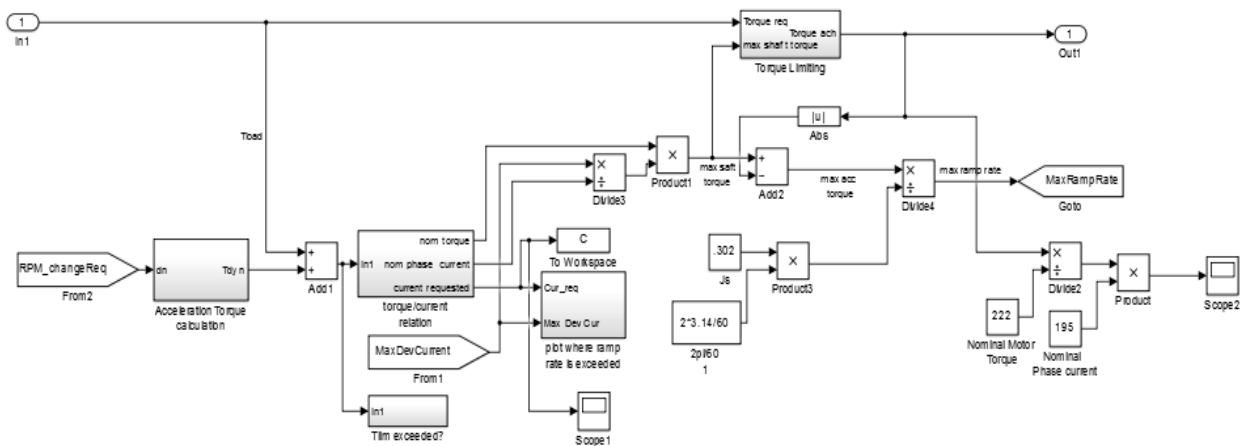 1
In1
Torque req
max shaft torque
Torque ach
Torque Limiting
1
Out1
Tload
|u|
Abs
×
÷
Divide3
×
Product1
max saft
torque
+
−
Add2
max acc
torque
×
÷
Divide4
max ramp rate
MaxRampRate
Goto
RPM_changeReq
From2
dn
Tdyn
Acceleration Torque
calculation
+
+
Add1
In1
nom torque
nom phase current
current requested
torque/current
relation
C
To Workspace
Cur_req
Max Dev Cur
plot where ramp
rate is exceeded
MaxDevCurrent
From1
In1
Tlim exceeded?
Scope1
.302
Js
×
Product3
2*3.14/60
2pi/60
1
×
÷
Divide2
×
Product
222
Nominal Motor
Torque
195
Nominal
Phase current
Scope2